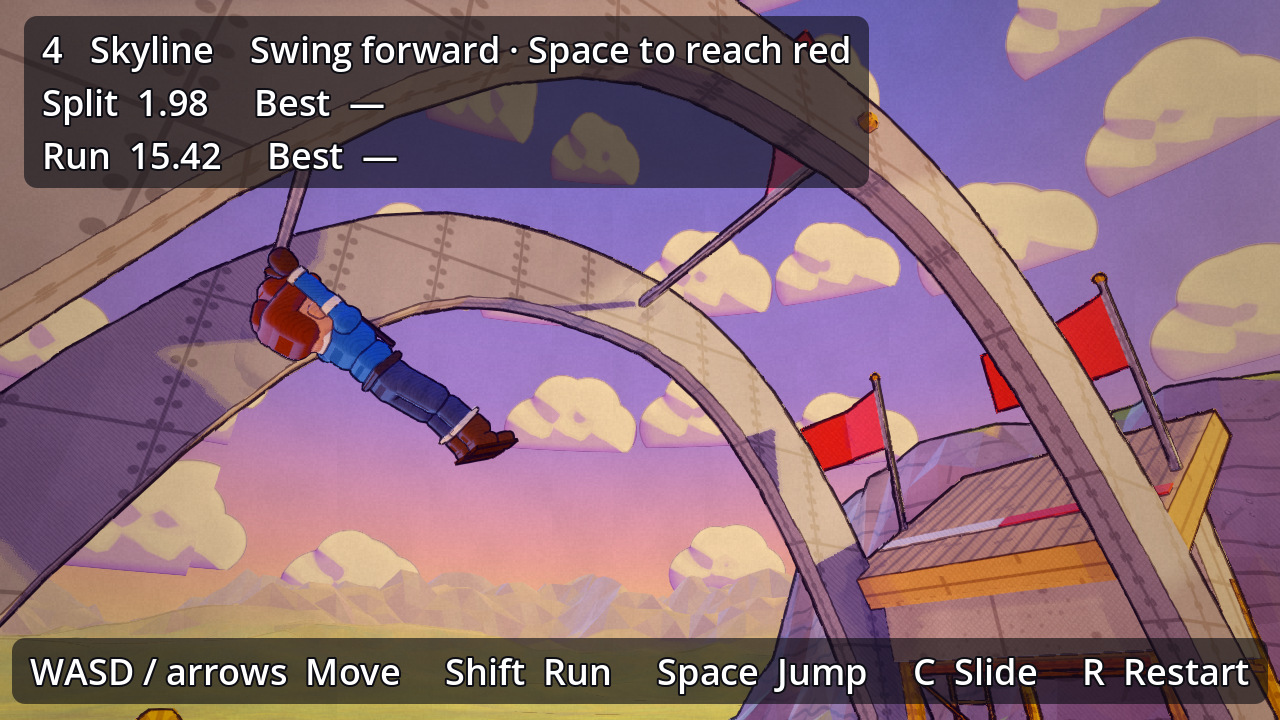 4 Skyline Swing forward · Space to reach red
Split 1.98 Best —
Run 15.42 Best —
WASD / arrows Move Shift Run Space Jump C Slide R Restart